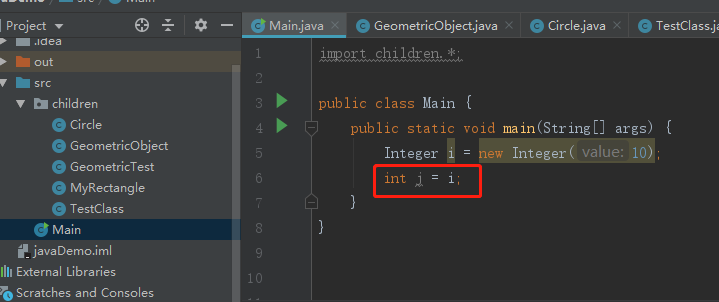 Demo src Main
Project
.idea
out
src
children
Circle
GeometricObject
GeometricTest
MyRectangle
TestClass
Main
javaDemo.iml
External Libraries
Scratches and Consoles
Main.java GeometricObject.java Circle.java TestClass.ja
1 import children.*;
2
3 public class Main {
4 public static void main(String[] args) {
5 Integer i = new Integer( value: 10);
6 int j = i;
7 }
8 }
9
10